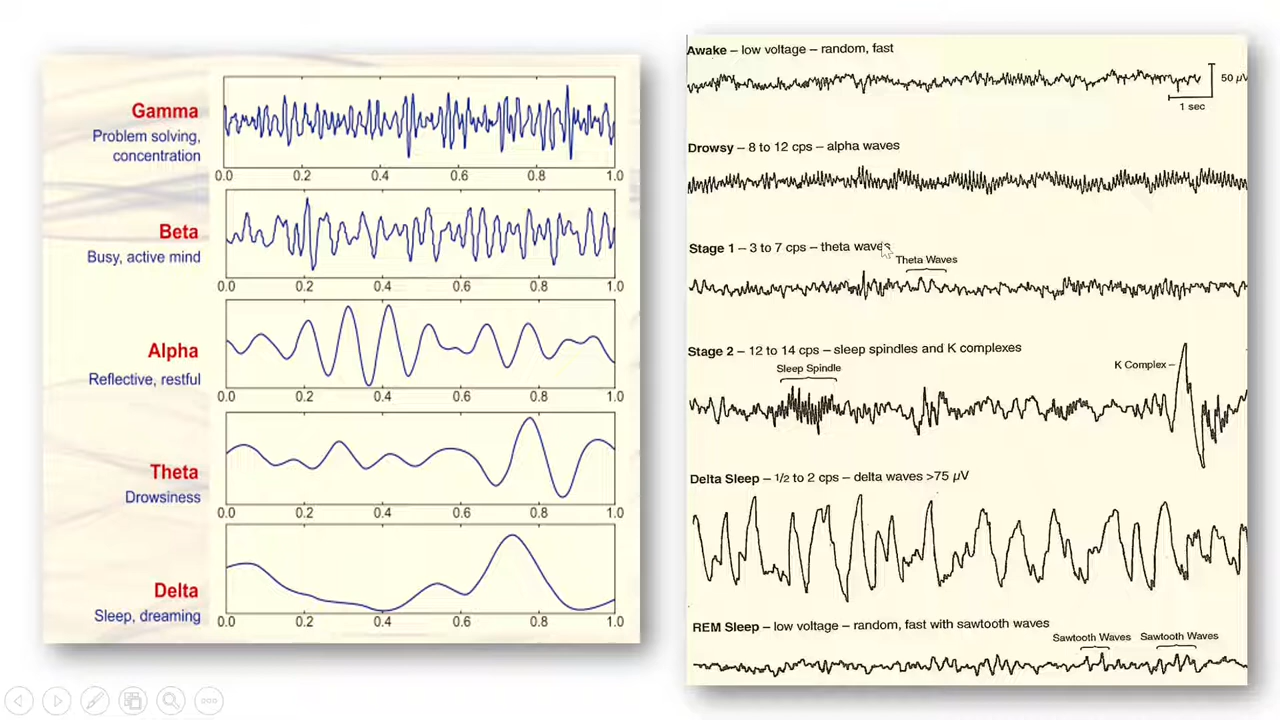 Gamma
Problem solving,
concentration
0.0 0.2 0.4 0.6 0.8 1.0
Beta
Busy, active mind
0.0 0.2 0.4 0.6 0.8 1.0
Alpha
Reflective, restful
0.0 0.2 0.4 0.6 0.8 1.0
Theta
Drowsiness
0.0 0.2 0.4 0.6 0.8 1.0
Delta
Sleep, dreaming
0.0 0.2 0.4 0.6 0.8 1.0
Awake – low voltage – random, fast
50 μV
1 sec
Drowsy – 8 to 12 cps – alpha waves
Stage 1 – 3 to 7 cps – theta waves
Theta Waves
Stage 2 – 12 to 14 cps – sleep spindles and K complexes
Sleep Spindle
K Complex –
Delta Sleep – 1/2 to 2 cps – delta waves >75 μV
REM Sleep – low voltage – random, fast with sawtooth waves
Sawtooth Waves Sawtooth Waves